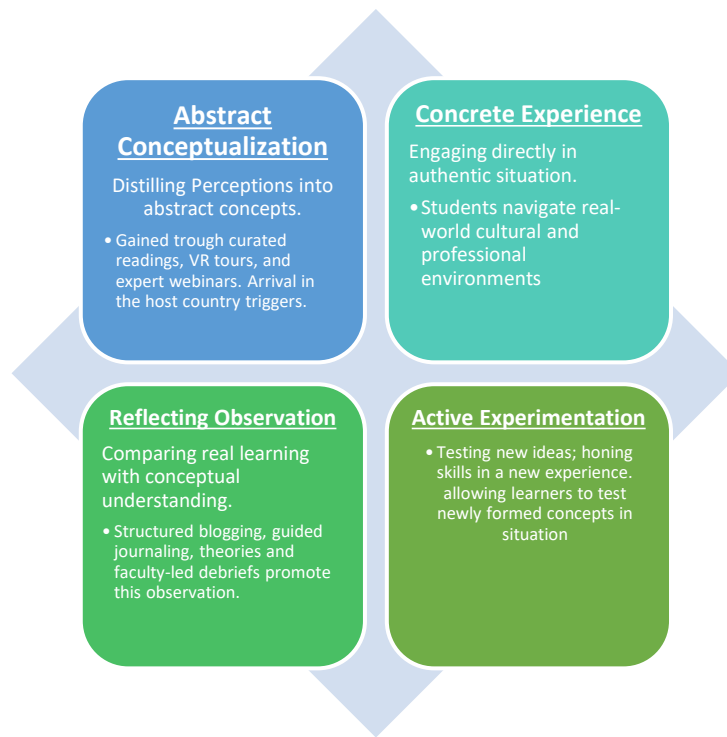 Abstract
Conceptualization
Distilling Perceptions into
abstract concepts.
• Gained trough curated
readings, VR tours, and
expert webinars. Arrival in
the host country triggers.
Concrete Experience
Engaging directly in
authentic situation.
• Students navigate real-
world cultural and
professional
environments
Reflecting Observation
Comparing real learning
with conceptual
understanding.
• Structured blogging, guided
journaling, theories and
faculty-led debriefs promote
this observation.
Active Experimentation
• Testing new ideas; honing
skills in a new experience.
allowing learners to test
newly formed concepts in
situation